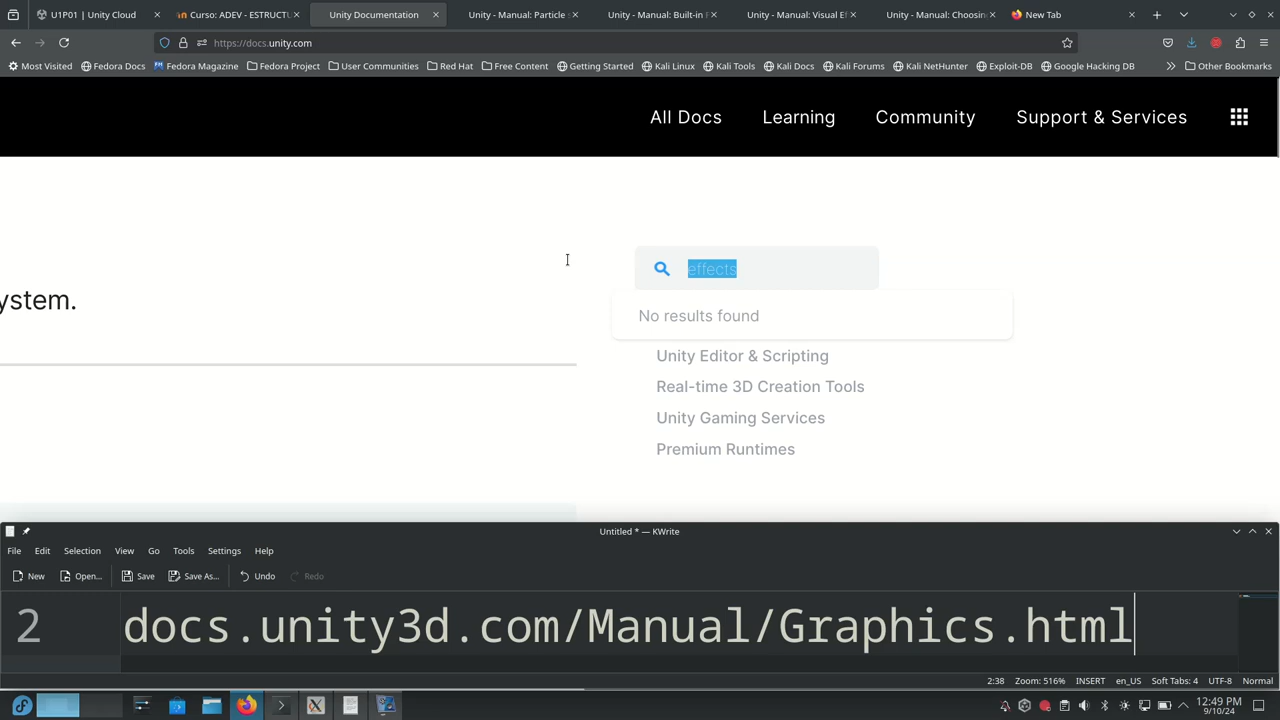 U1P01 | Unity Cloud
Curso: ADEV - ESTRUCTU
Unity Documentation
Unity - Manual: Particle s
Unity - Manual: Built-in P
Unity - Manual: Visual Ef
Unity - Manual: Choosin
New Tab
https://docs.unity.com
Most Visited
Fedora Docs
Fedora Magazine
Fedora Project
User Communities
Red Hat
Free Content
Getting Started
Kali Linux
Kali Tools
Kali Docs
Kali Forums
Kali NetHunter
Exploit-DB
Google Hacking DB
Other Bookmarks
All Docs
Learning
Community
Support & Services
effects
ystem.
No results found
Unity Editor & Scripting
Real-time 3D Creation Tools
Unity Gaming Services
Premium Runtimes
Untitled * — KWrite
File Edit Selection View Go Tools Settings Help
New Open... Save Save As... Undo Redo
2 docs.unity3d.com/Manual/Graphics.html
2:38 Zoom: 516% INSERT en_US Soft Tabs: 4 UTF-8 Normal
12:49 PM
9/10/24